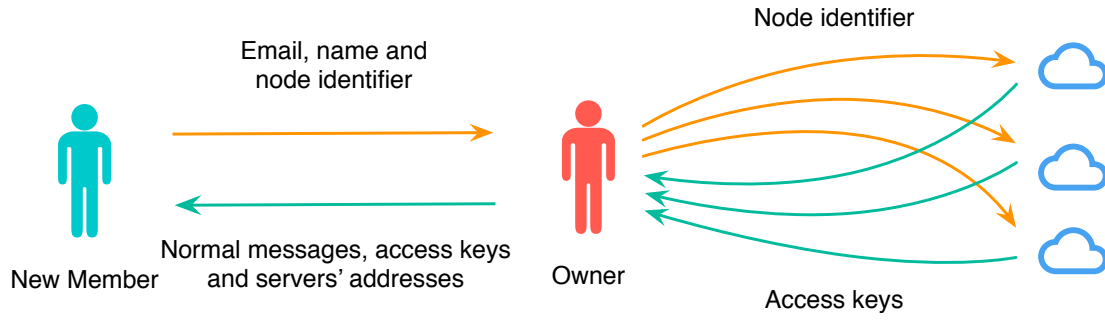 Node identifier
Email, name and
node identifier
Normal messages, access keys
and servers’ addresses
New Member
Owner
Access keys